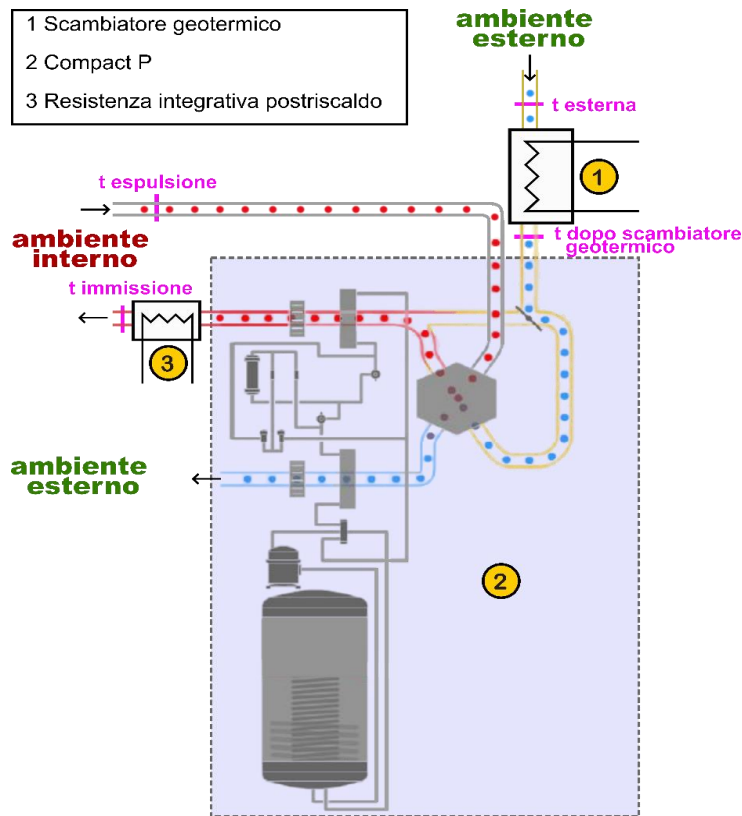 1 Scambiatore geotermico
2 Compact P
3 Resistenza integrativa postriscaldo
ambiente
esterno
t esterna
1
t espulsione
t dopo scambiatore
geotermico
ambiente
interno
t immissione
3
ambiente
esterno
2